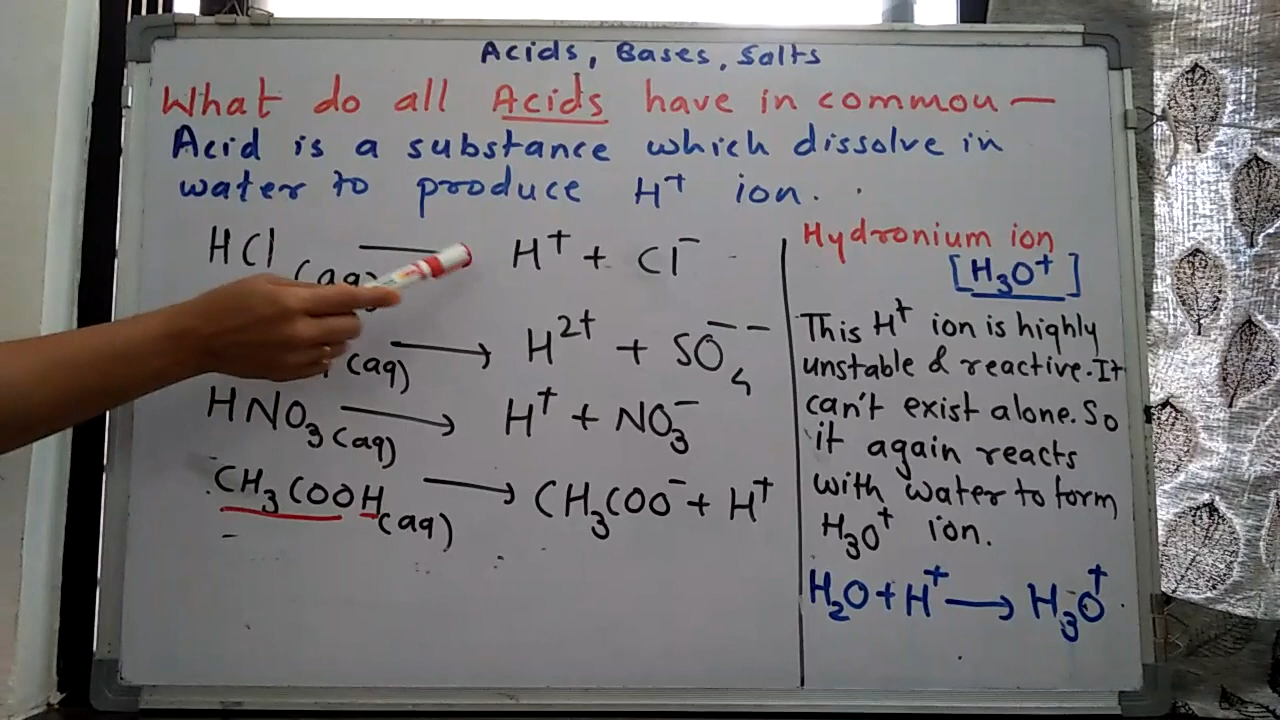 Acids, Bases, Salts
What do all Acids have in common —
Acid is a substance which dissolve in
water to produce H⁺ ion.
HCl (aq) → H⁺ + Cl⁻
(aq) → H²⁺ + SO₄⁻⁻
HNO₃(aq) → H⁺ + NO₃⁻
CH₃COOH(aq) → CH₃COO⁻ + H⁺
Hydronium ion
[H₃O⁺]
This H⁺ ion is highly
unstable & reactive. It
can't exist alone. So
it again reacts
with water to form
H₃O⁺ ion.
H₂O + H⁺ → H₃O⁺